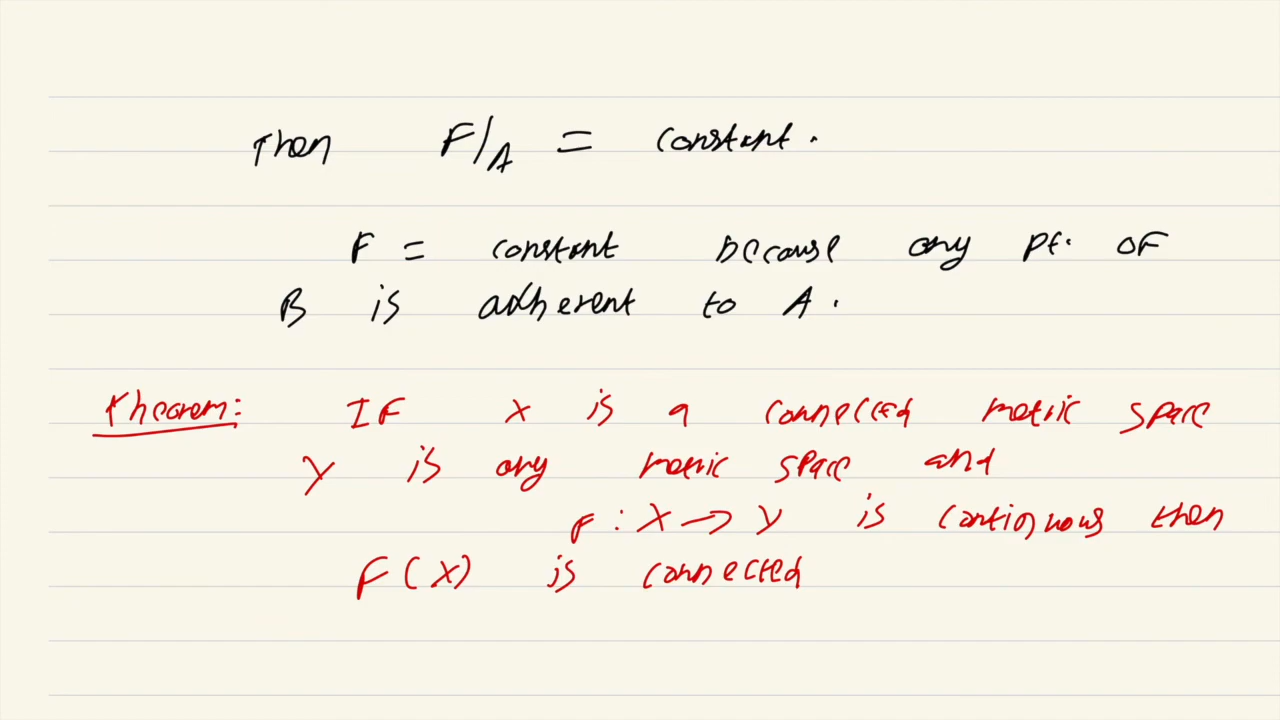 Then F/A = constant.
F = constant because any pt. of
B is adherent to A.
Theorem: If X is a connected metric space
Y is any metric space and
F : X → Y is continuous then
F(X) is connected